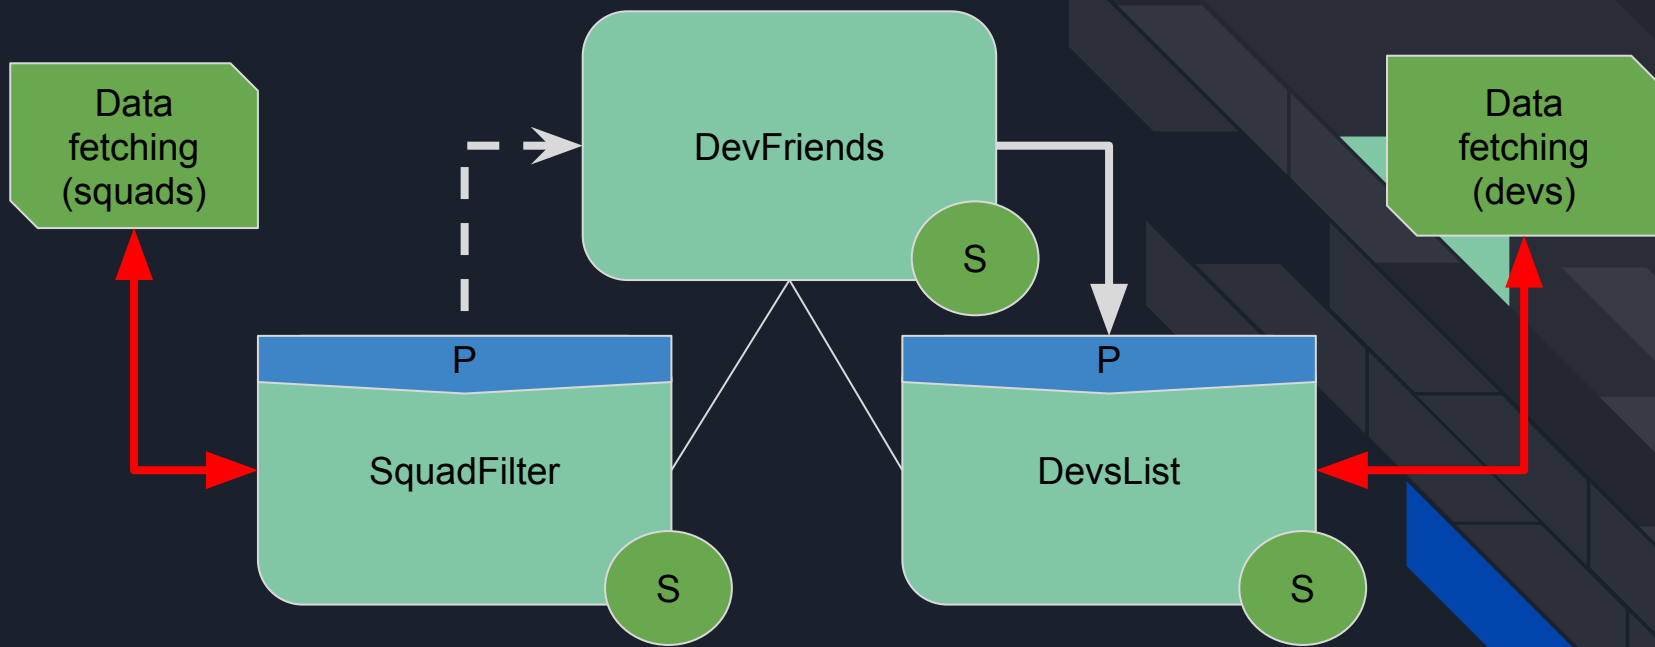 Data
fetching
(squads)
DevFriends
S
Data
fetching
(devs)
P
SquadFilter
S
P
DevsList
S